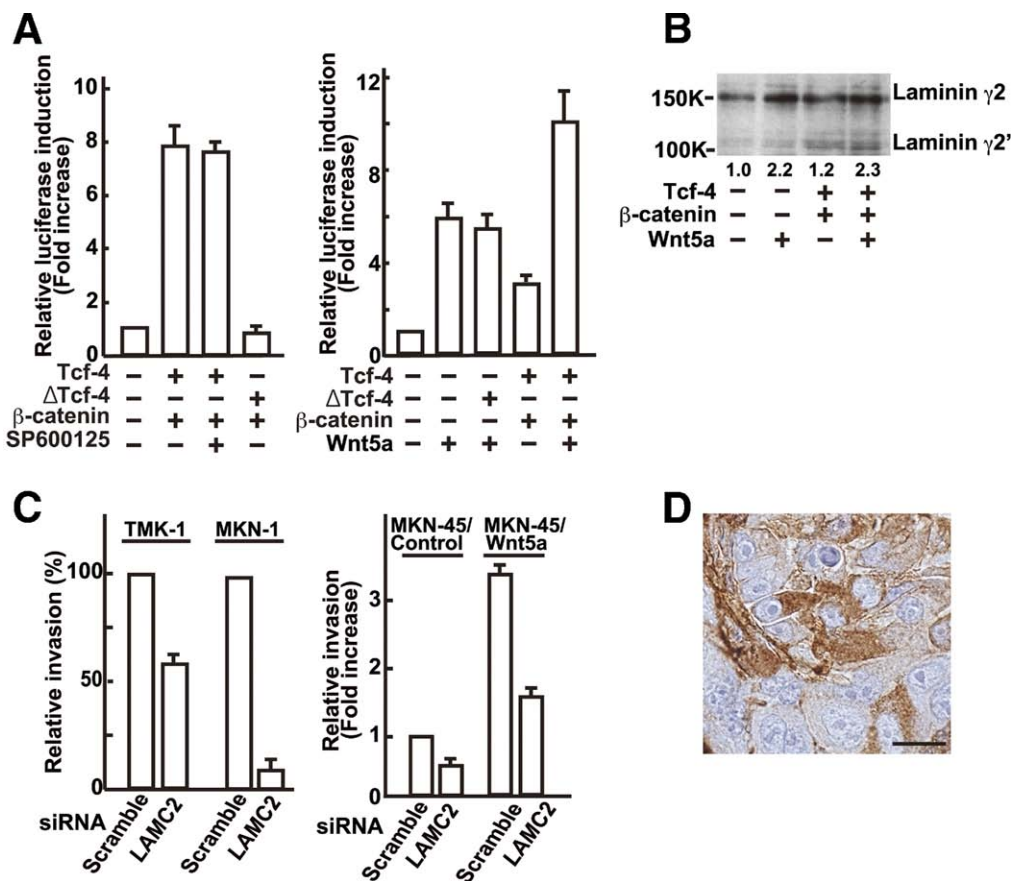 A
Relative luciferase induction
(Fold increase)
10
8
6
4
2
0
Tcf-4 – + + –
ΔTcf-4 – – – +
β-catenin – + + +
SP600125 – – + –
Relative luciferase induction
(Fold increase)
12
8
4
0
Tcf-4 – – – + +
ΔTcf-4 – – + – –
β-catenin – – – + +
Wnt5a – + + – +
B
150K-
Laminin γ2
100K-
Laminin γ2'
1.0 2.2 1.2 2.3
Tcf-4 – – + +
β-catenin – – + +
Wnt5a – + – +
C
TMK-1 MKN-1
Relative invasion (%)
100
50
0
siRNA
Scramble
LAMC2
Scramble
LAMC2
MKN-45/
Control
MKN-45/
Wnt5a
Relative invasion
(Fold increase)
3
2
1
0
siRNA
Scramble
LAMC2
Scramble
LAMC2
D